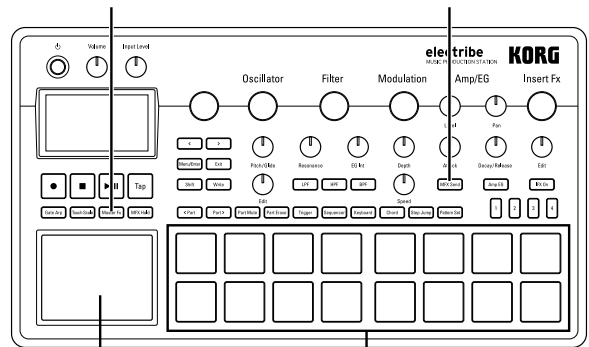 electribe
MUSIC PRODUCTION STATION
KORG
Volume
Input Level
Oscillator
Filter
Modulation
Amp/EG
Insert Fx
Level
Pan
<
>
Pitch/Glide
Resonance
EG Int
Depth
Attack
Decay/Release
Edit
Menu/Enter
Exit
Tap
Shift
Write
LPF
HPF
BPF
MFX Send
Amp EG
IFX On
Edit
Speed
Gate Arp
Touch Scale
Master Fx
MFX Hold
< Part
Part >
Part Mute
Part Erase
Trigger
Sequencer
Keyboard
Chord
Step Jump
Pattern Set
1
2
3
4